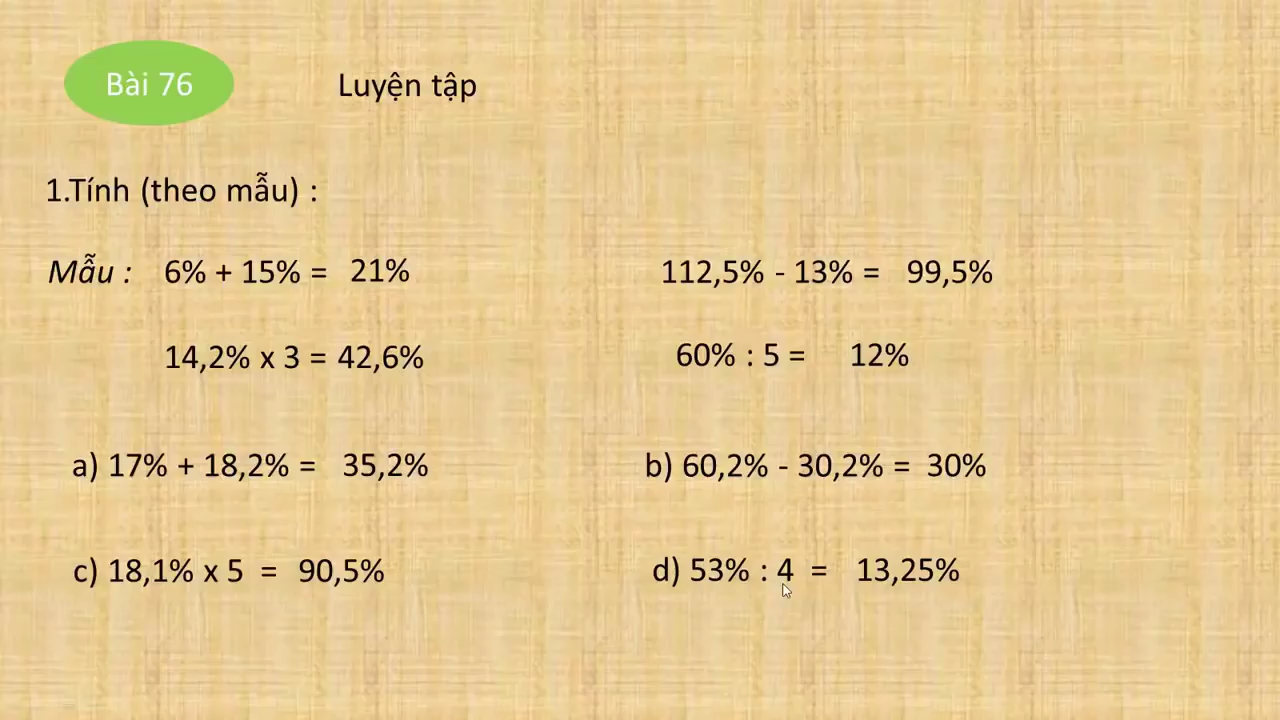 Bài 76 Luyện tập
1.Tính (theo mẫu) :
Mẫu : 6% + 15% = 21% 112,5% - 13% = 99,5%
14,2% x 3 = 42,6% 60% : 5 = 12%
a) 17% + 18,2% = 35,2% b) 60,2% - 30,2% = 30%
c) 18,1% x 5 = 90,5% d) 53% : 4 = 13,25%